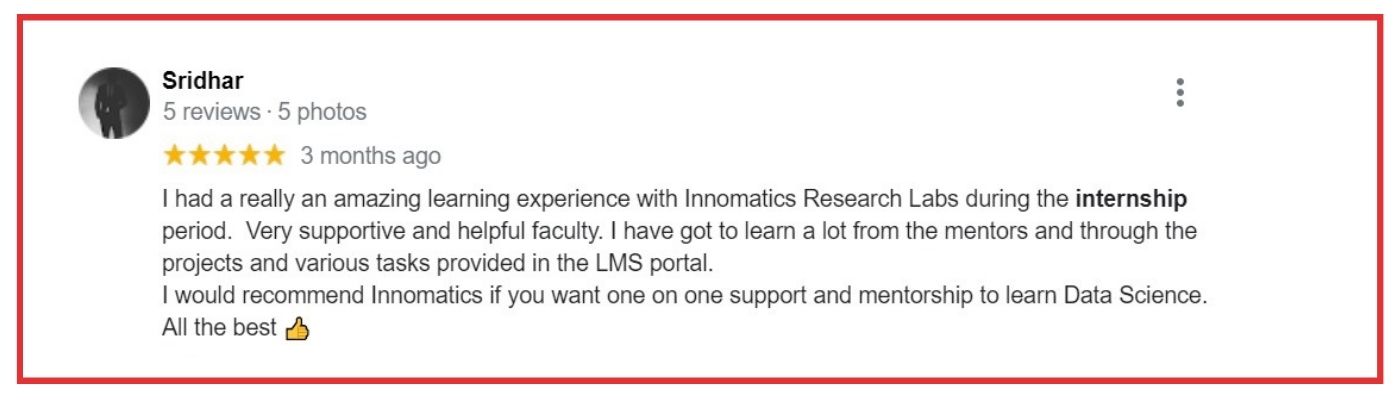 Sridhar
5 reviews · 5 photos
3 months ago
I had a really an amazing learning experience with Innomatics Research Labs during the internship
period.  Very supportive and helpful faculty. I have got to learn a lot from the mentors and through the
projects and various tasks provided in the LMS portal.
I would recommend Innomatics if you want one on one support and mentorship to learn Data Science.
All the best 👍